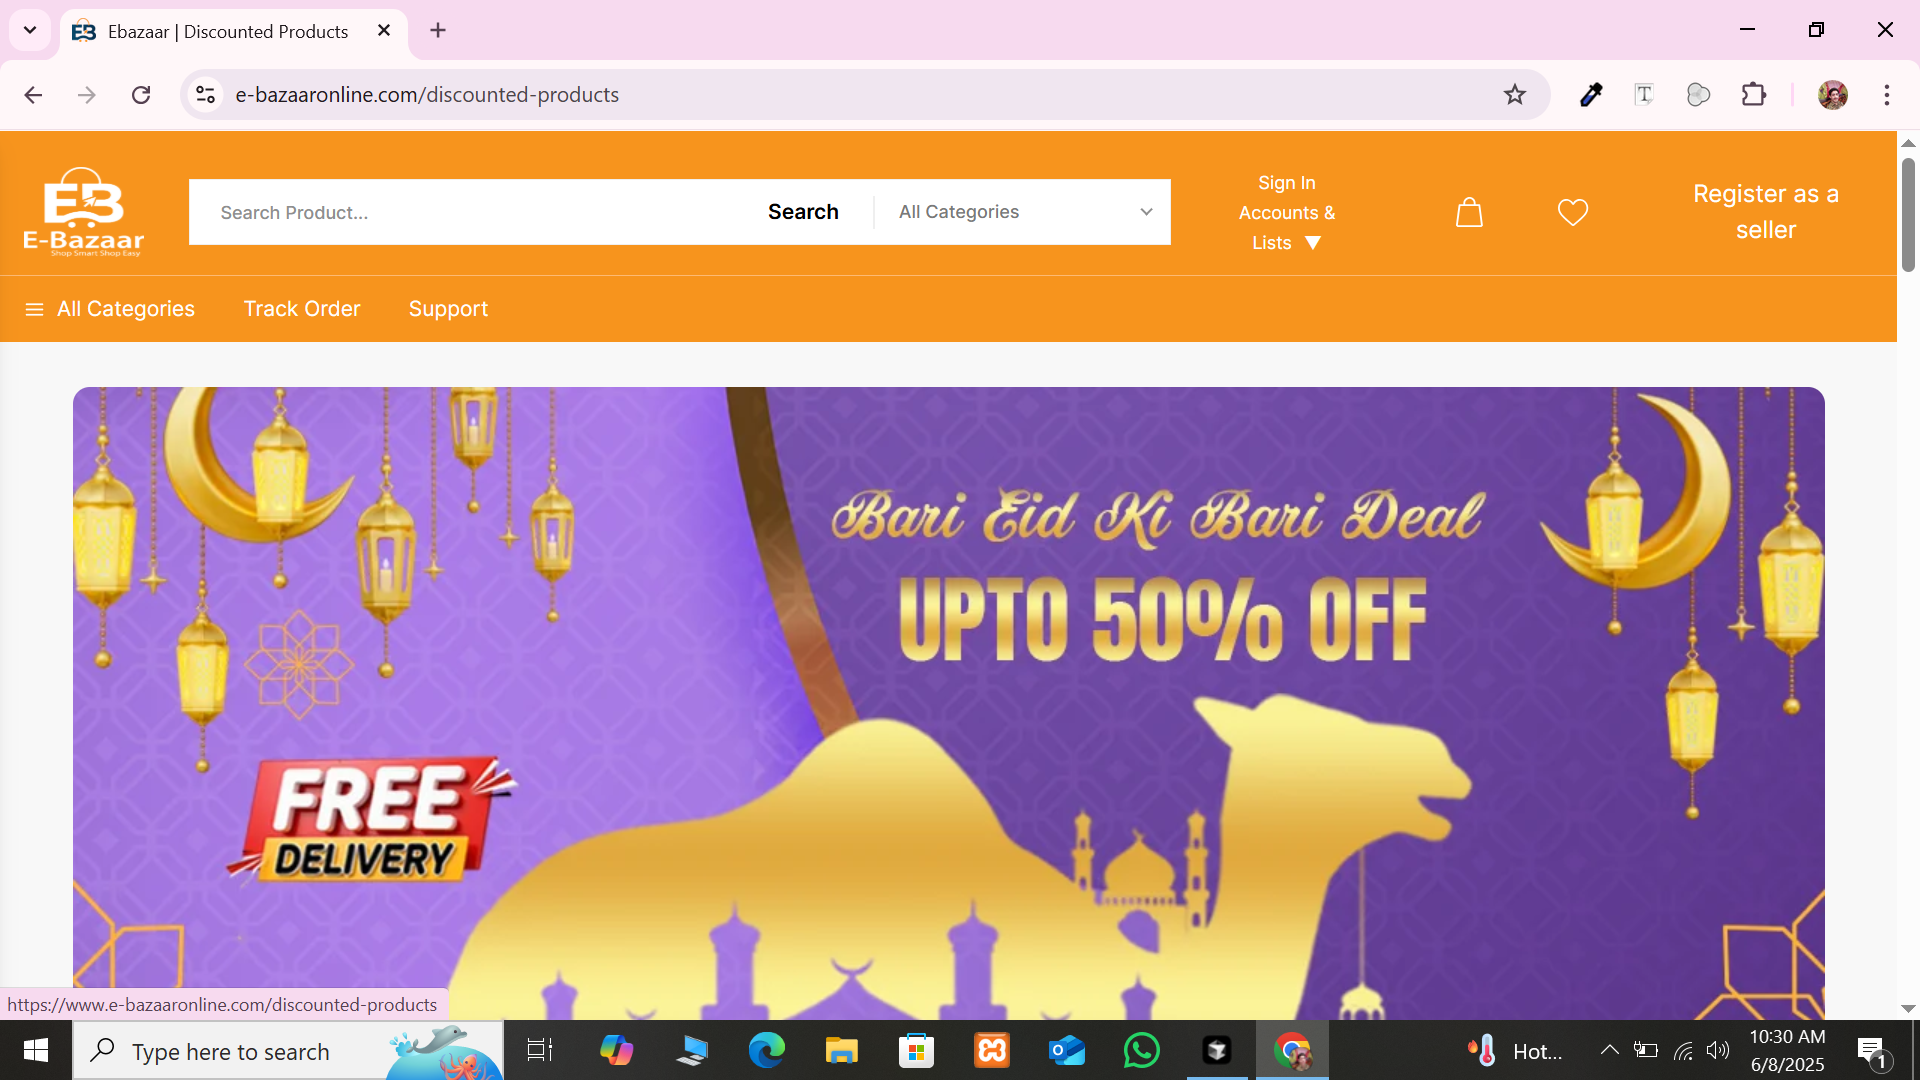 Ebazaar | Discounted Products
e-bazaaronline.com/discounted-products
EB
E-Bazaar
Shop Smart Shop Easy
Search Product...
Search
All Categories
Sign In
Accounts &
Lists ▼
Register as a
seller
All Categories
Track Order
Support
Bari Eid Ki Bari Deal
UPTO 50% OFF
FREE
DELIVERY
https://www.e-bazaaronline.com/discounted-products
Type here to search
Hot...
10:30 AM
6/8/2025
1